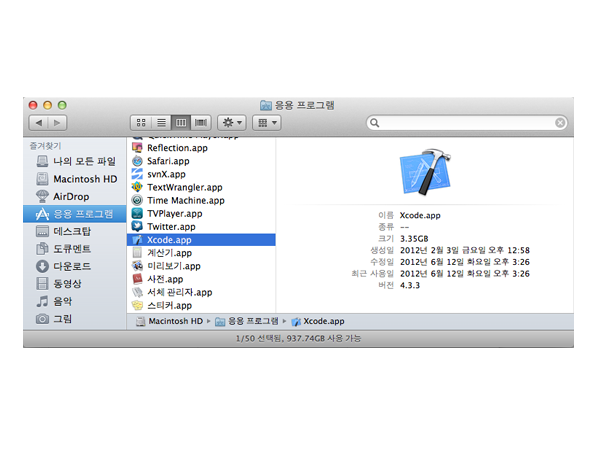 응용 프로그램
즐겨찾기
나의 모든 파일
Macintosh HD
AirDrop
응용 프로그램
데스크탑
도큐멘트
다운로드
동영상
음악
그림
QuickTime Player.app
Reflection.app
Safari.app
svnX.app
TextWrangler.app
Time Machine.app
TVPlayer.app
Twitter.app
Xcode.app
계산기.app
미리보기.app
사전.app
서체 관리자.app
스티커.app
이름 Xcode.app
종류 --
크기 3.35GB
생성일 2012년 2월 3일 금요일 오후 12:58
수정일 2012년 6월 12일 화요일 오후 3:26
최근 사용일 2012년 6월 12일 화요일 오후 3:26
버전 4.3.3
Macintosh HD ▸ 응용 프로그램 ▸ Xcode.app
1/50 선택됨, 937.74GB 사용 가능